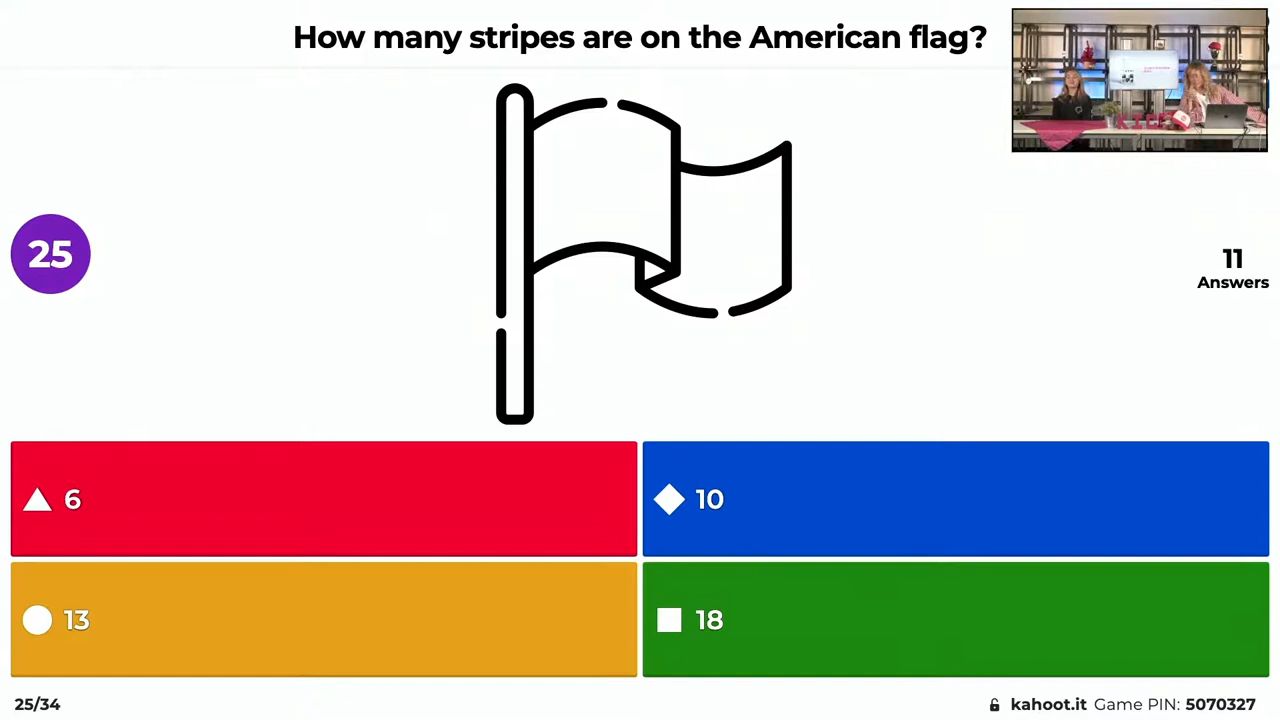 How many stripes are on the American flag?
25
11
Answers
6
10
13
18
25/34
kahoot.it Game PIN: 5070327